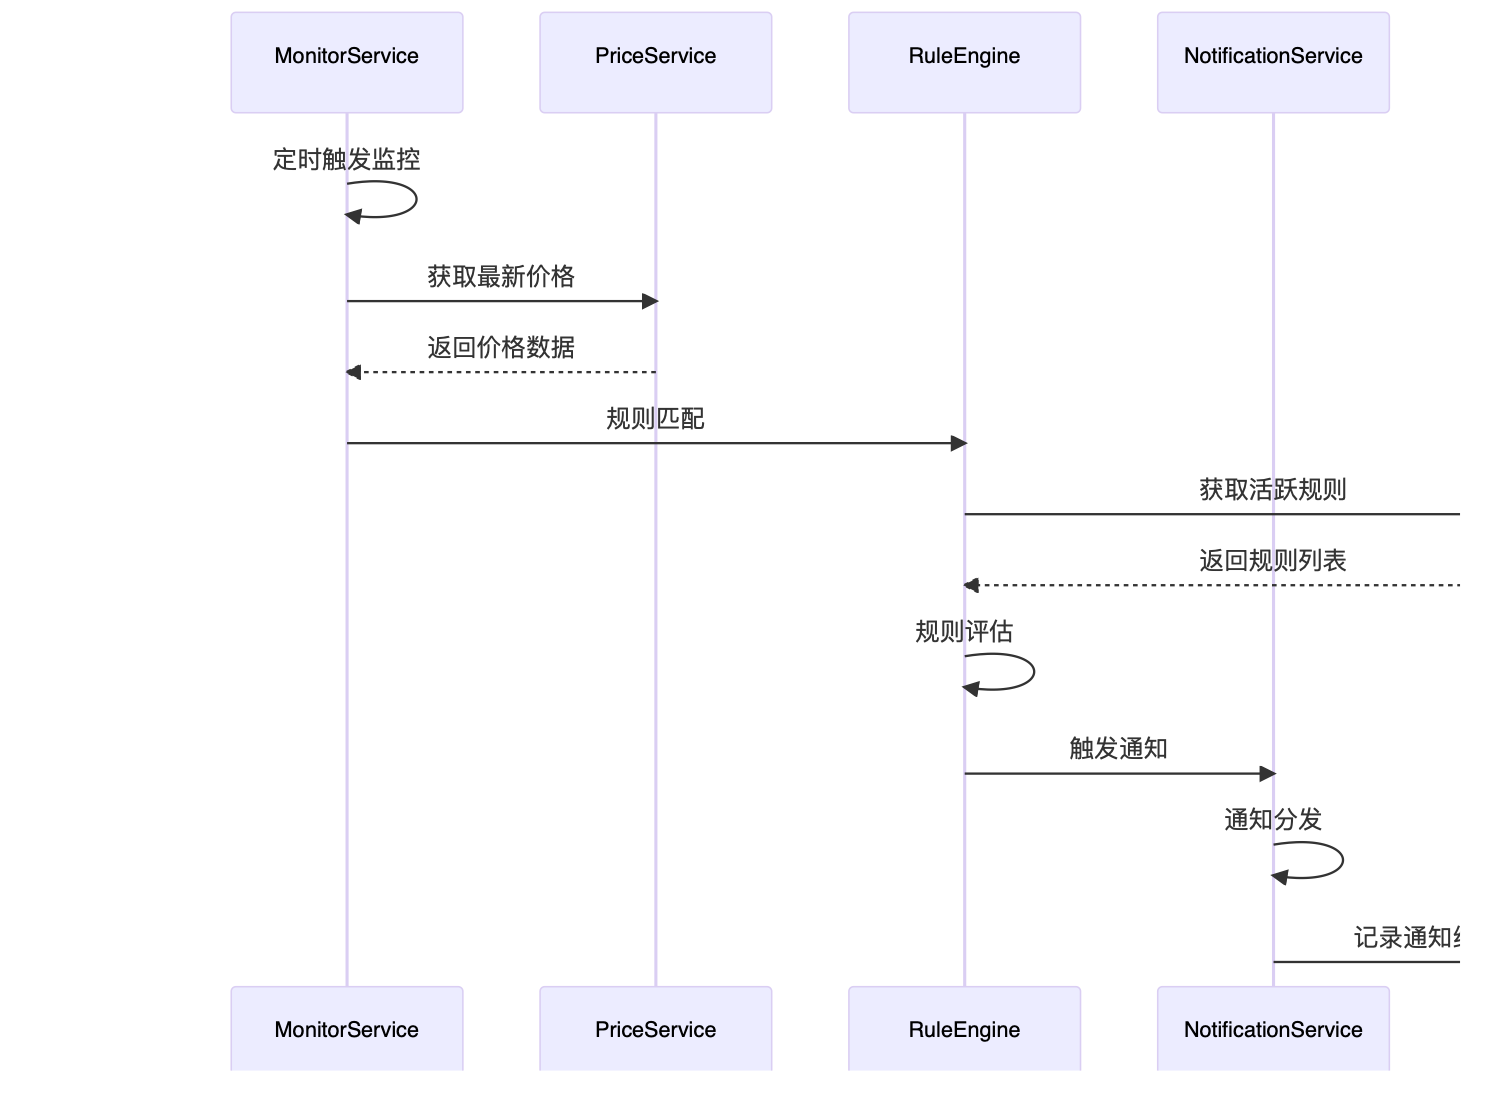 MonitorService
PriceService
RuleEngine
NotificationService
定时触发监控
获取最新价格
返回价格数据
规则匹配
获取活跃规则
返回规则列表
规则评估
触发通知
通知分发
记录通知
MonitorService
PriceService
RuleEngine
NotificationService